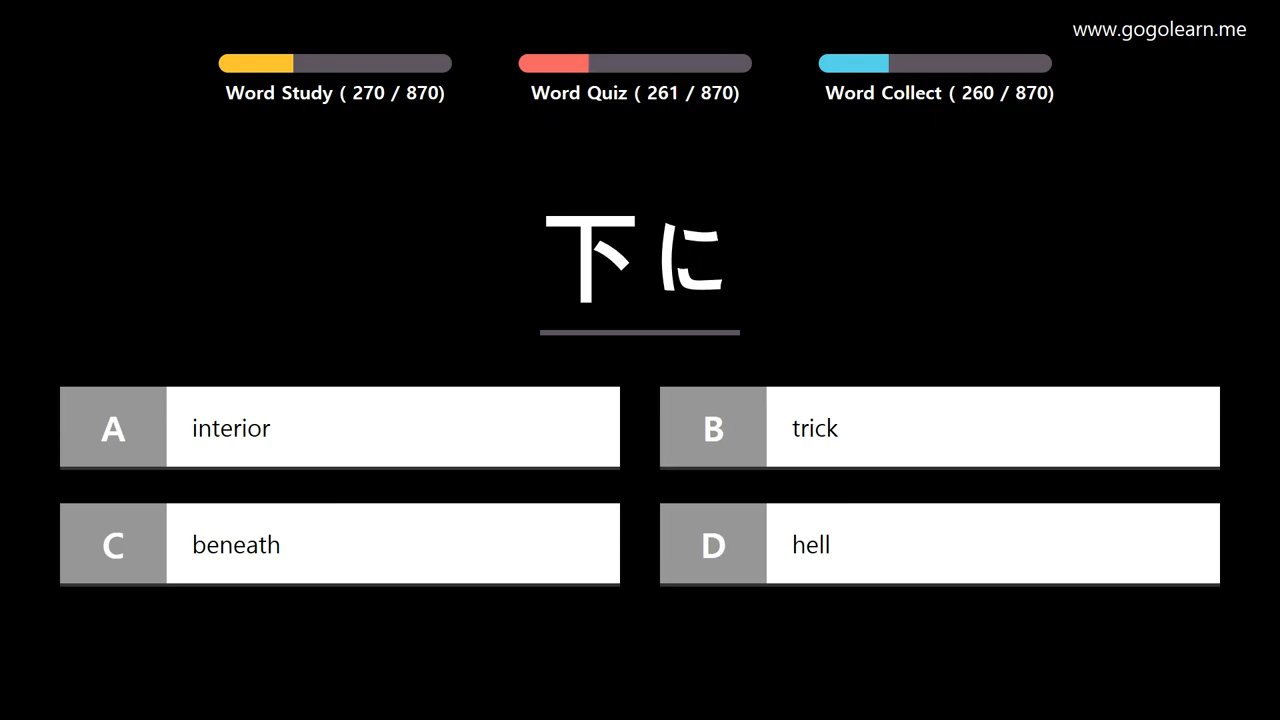 www.gogolearn.me
Word Study ( 270 / 870)
Word Quiz ( 261 / 870)
Word Collect ( 260 / 870)
下に
A interior
B trick
C beneath
D hell